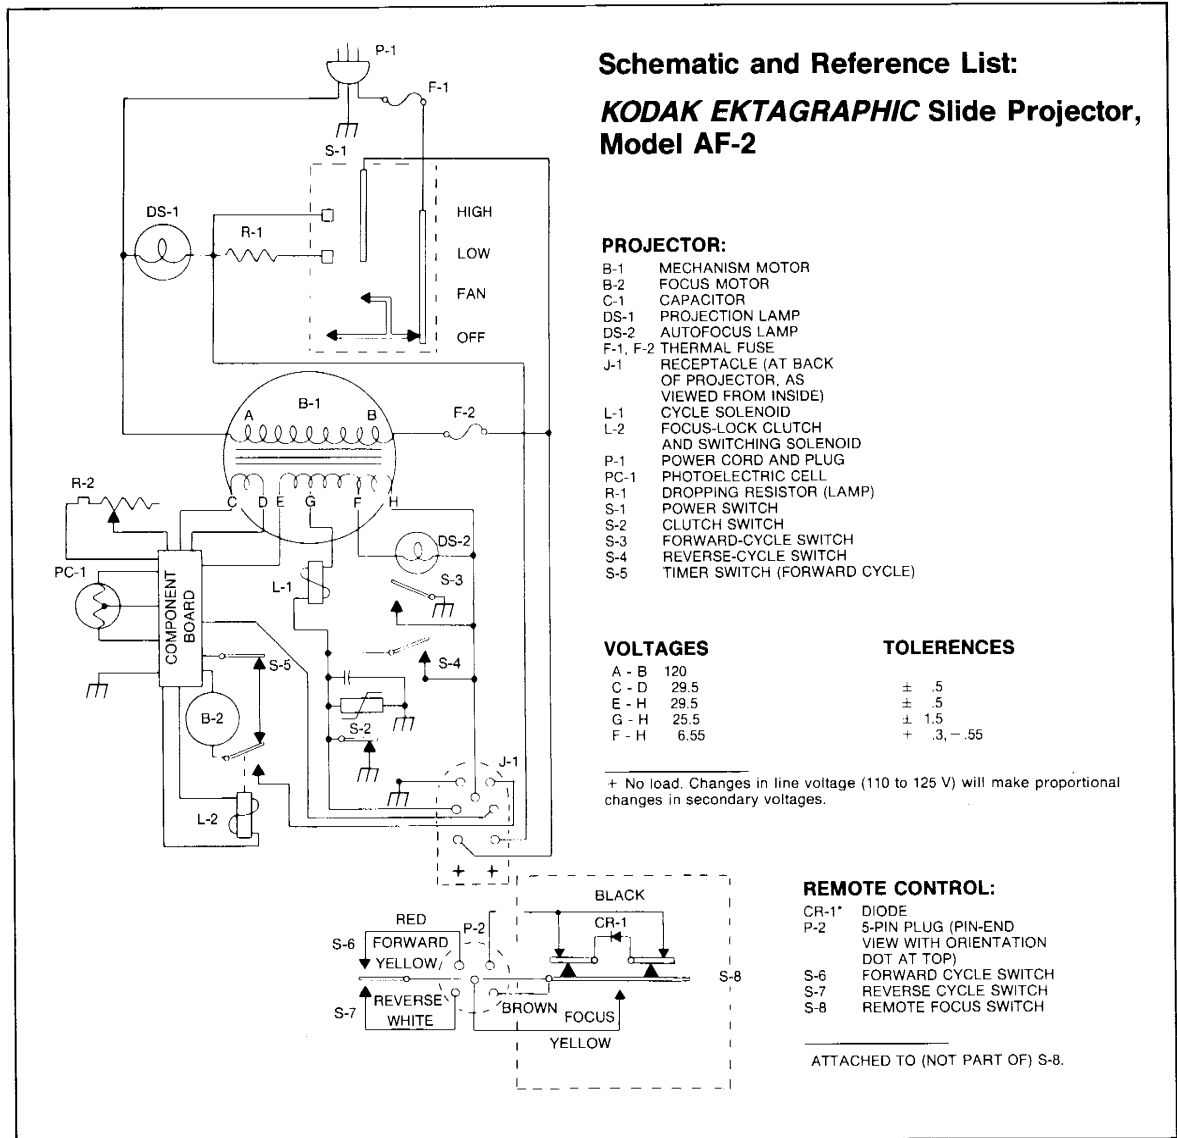 Schematic and Reference List:
KODAK EKTAGRAPHIC Slide Projector,
Model AF-2
P-1
F-1
S-1
DS-1
R-1
HIGH
LOW
FAN
OFF
B-1
A
B
F-2
R-2
C
D
E
G
F
H
DS-2
PC-1
COMPONENT
BOARD
L-1
S-3
S-5
S-4
B-2
S-2
J-1
L-2
+ +
PROJECTOR:
B-1 MECHANISM MOTOR
B-2 FOCUS MOTOR
C-1 CAPACITOR
DS-1 PROJECTION LAMP
DS-2 AUTOFOCUS LAMP
F-1, F-2 THERMAL FUSE
J-1 RECEPTACLE (AT BACK
OF PROJECTOR, AS
VIEWED FROM INSIDE)
L-1 CYCLE SOLENOID
L-2 FOCUS-LOCK CLUTCH
AND SWITCHING SOLENOID
P-1 POWER CORD AND PLUG
PC-1 PHOTOELECTRIC CELL
R-1 DROPPING RESISTOR (LAMP)
S-1 POWER SWITCH
S-2 CLUTCH SWITCH
S-3 FORWARD-CYCLE SWITCH
S-4 REVERSE-CYCLE SWITCH
S-5 TIMER SWITCH (FORWARD CYCLE)
VOLTAGES TOLERENCES
A - B 120
C - D 29.5 ± .5
E - H 29.5 ± .5
G - H 25.5 ± 1.5
F - H 6.55 + .3, - .55
+ No load. Changes in line voltage (110 to 125 V) will make proportional
changes in secondary voltages.
BLACK
CR-1
RED
P-2
S-6
FORWARD
YELLOW
S-8
REVERSE
S-7
WHITE
BROWN
FOCUS
YELLOW
REMOTE CONTROL:
CR-1* DIODE
P-2 5-PIN PLUG (PIN-END
VIEW WITH ORIENTATION
DOT AT TOP)
S-6 FORWARD CYCLE SWITCH
S-7 REVERSE CYCLE SWITCH
S-8 REMOTE FOCUS SWITCH
ATTACHED TO (NOT PART OF) S-8.